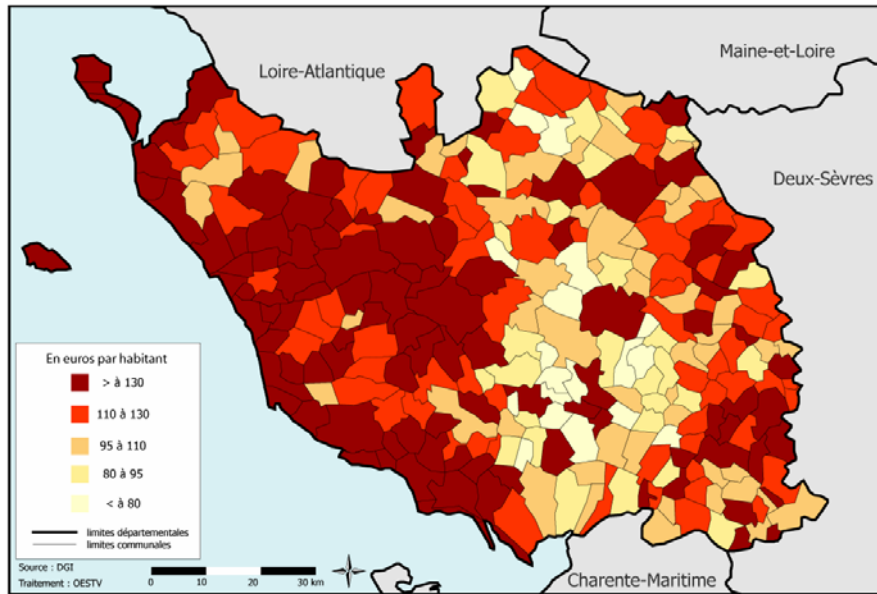 Maine-et-Loire
Loire-Atlantique
Deux-Sèvres
En euros par habitant
> à 130
110 à 130
95 à 110
80 à 95
< à 80
limites départementales
limites communales
Source : DGI
Traitement : OESTV
0 10 20 30 km
Charente-Maritime